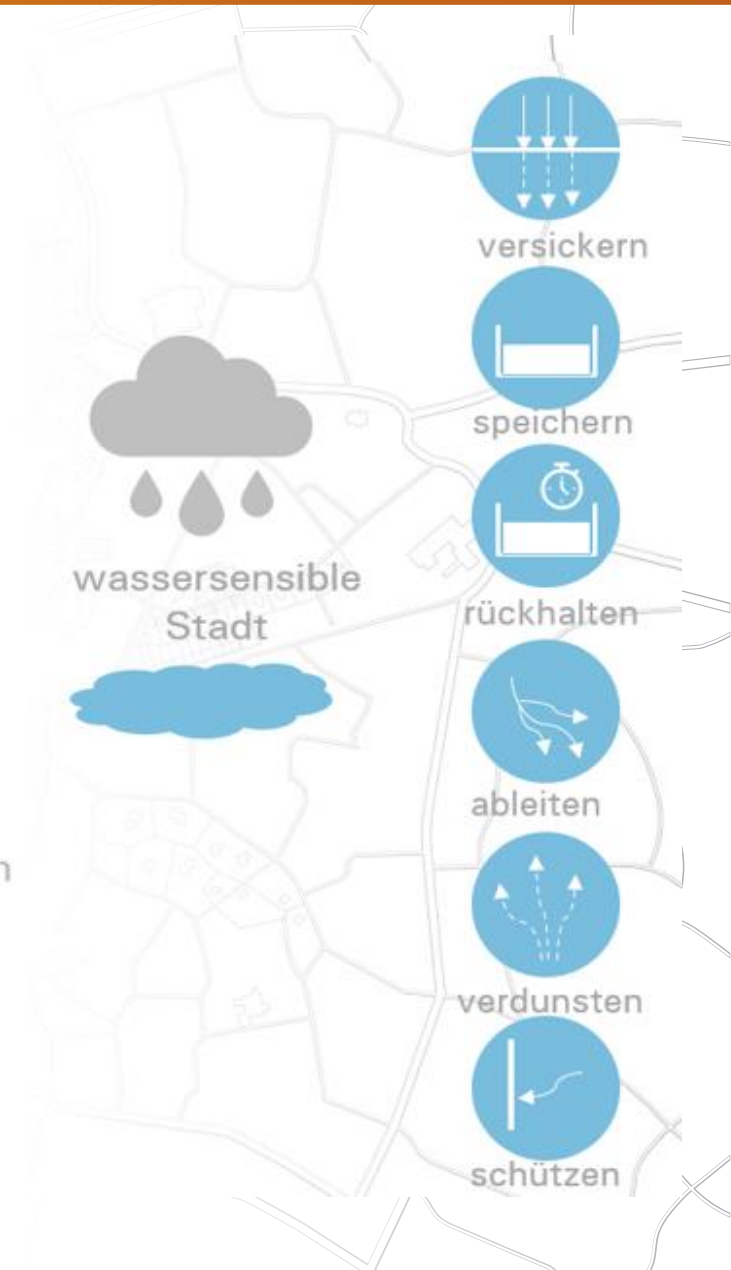 versickern
speichern
rückhalten
wassersensible
Stadt
ableiten
n
verdunsten
schützen